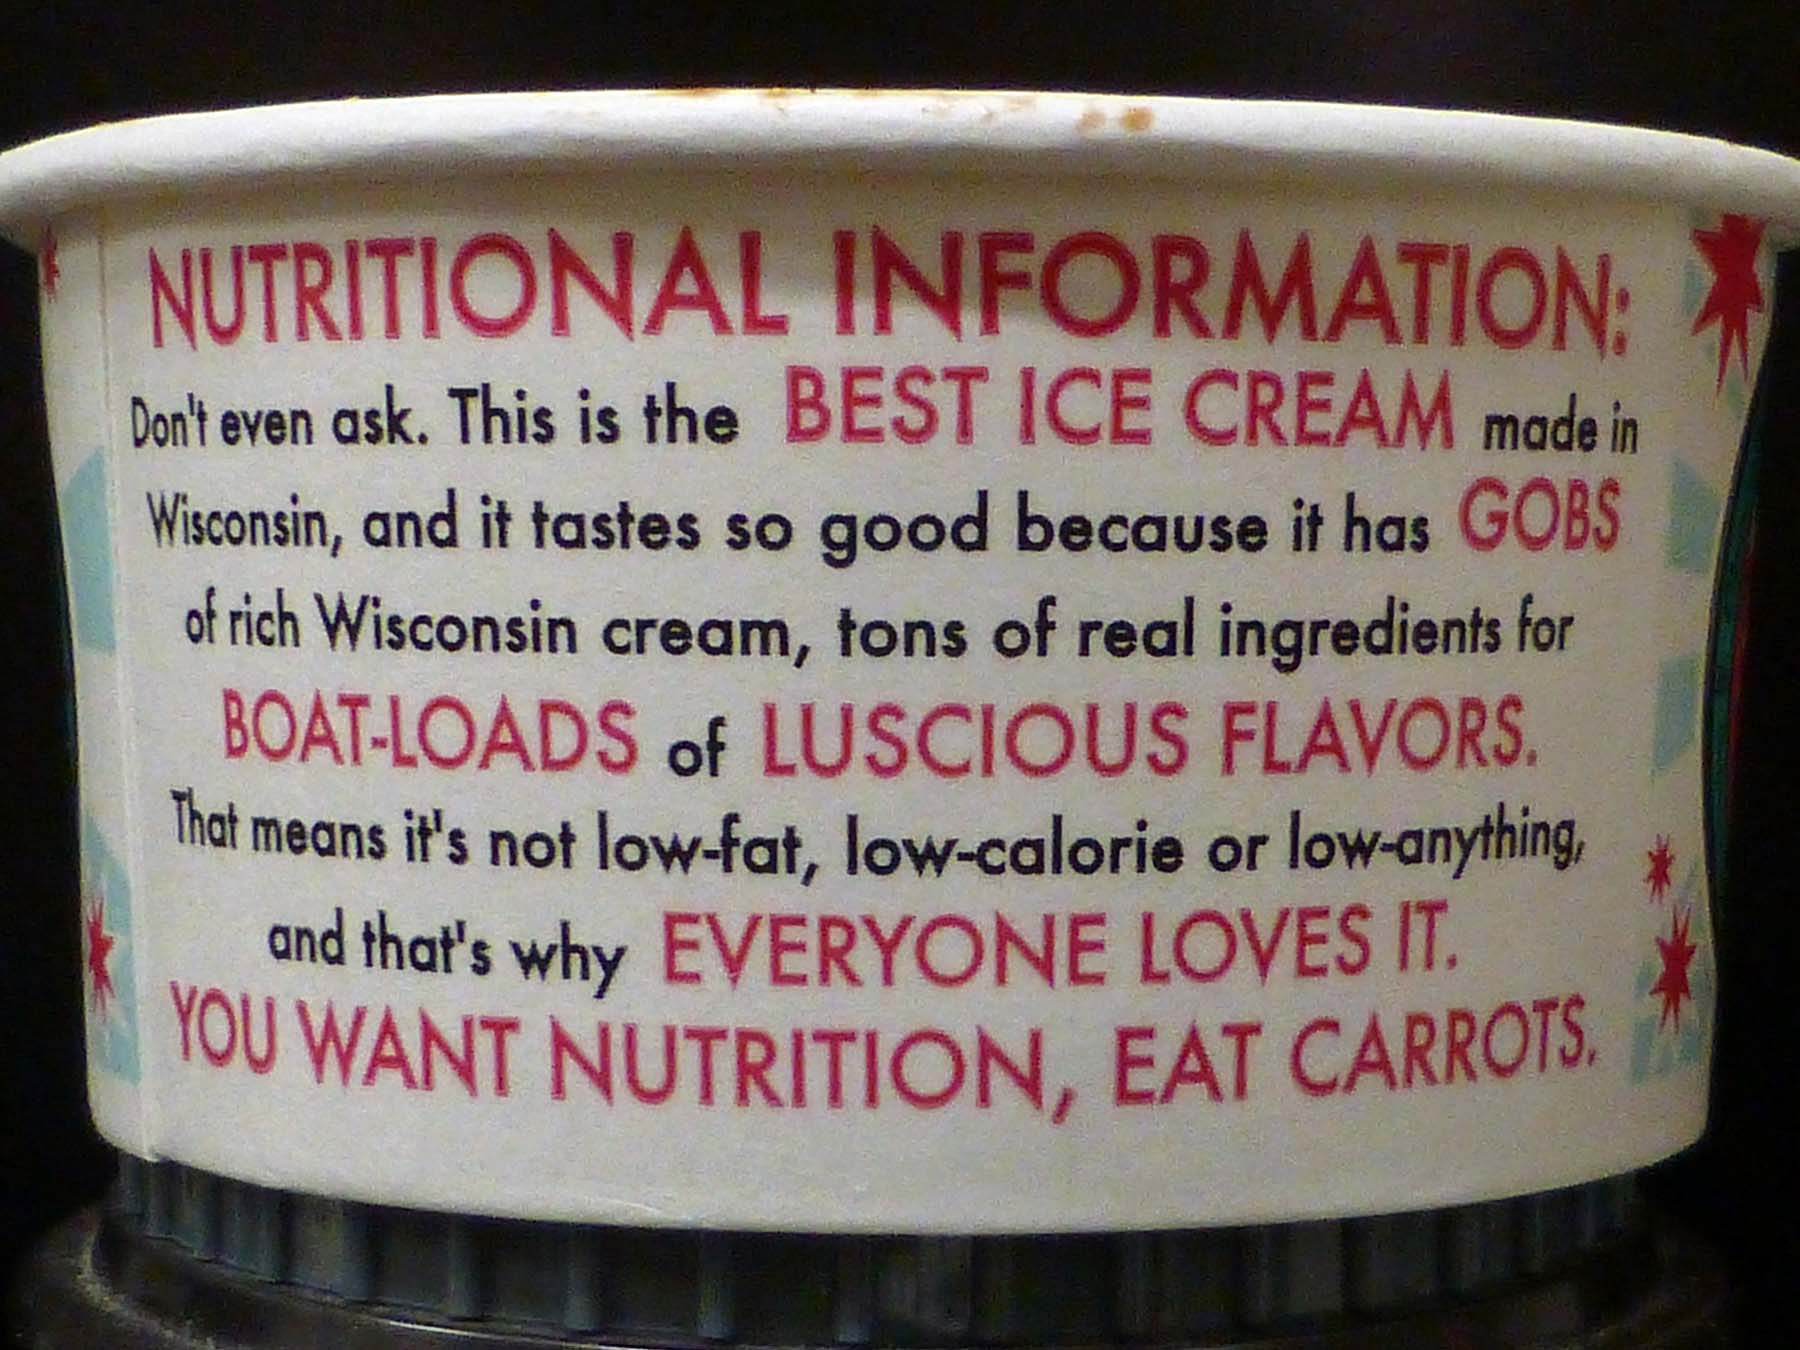 NUTRITIONAL INFORMATION:
Don't even ask. This is the BEST ICE CREAM made in
Wisconsin, and it tastes so good because it has GOBS
of rich Wisconsin cream, tons of real ingredients for
BOAT-LOADS of LUSCIOUS FLAVORS.
That means it's not low-fat, low-calorie or low-anything,
and that's why EVERYONE LOVES IT.
YOU WANT NUTRITION, EAT CARROTS.